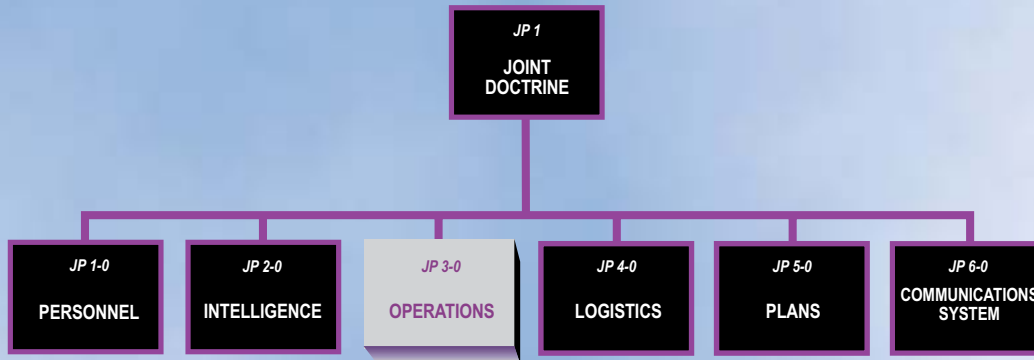 JP 1
JOINT
DOCTRINE
JP 1-0
PERSONNEL
JP 2-0
INTELLIGENCE
JP 3-0
OPERATIONS
JP 4-0
LOGISTICS
JP 5-0
PLANS
JP 6-0
COMMUNICATIONS
SYSTEM